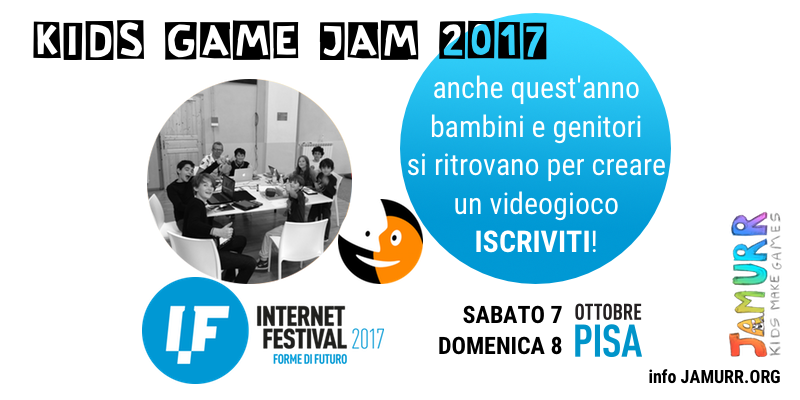 KIDS GAME JAM 2017
anche quest'anno
bambini e genitori
si ritrovano per creare
un videogioco
ISCRIVITI!
I.F
INTERNET
FESTIVAL 2017
FORME DI FUTURO
SABATO 7
DOMENICA 8
OTTOBRE
PISA
JAMURR
KIDS MAKE GAMES
info JAMURR.ORG